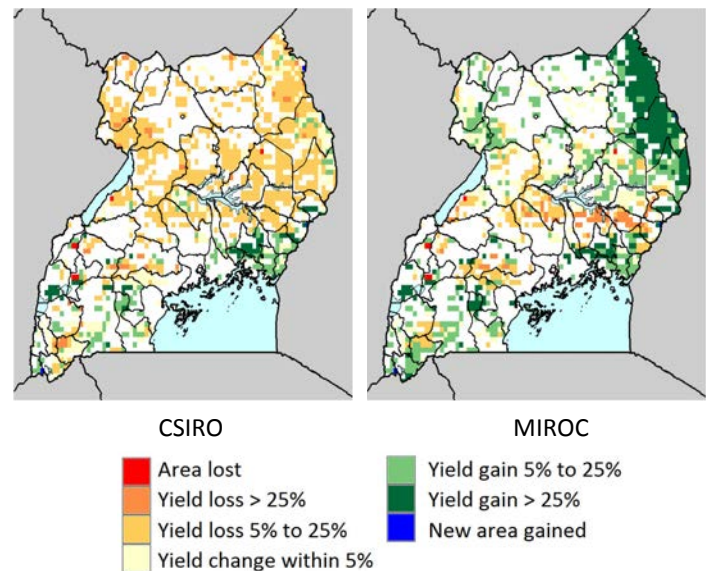 CSIRO
MIROC
Area lost
Yield loss > 25%
Yield loss 5% to 25%
Yield change within 5%
Yield gain 5% to 25%
Yield gain > 25%
New area gained